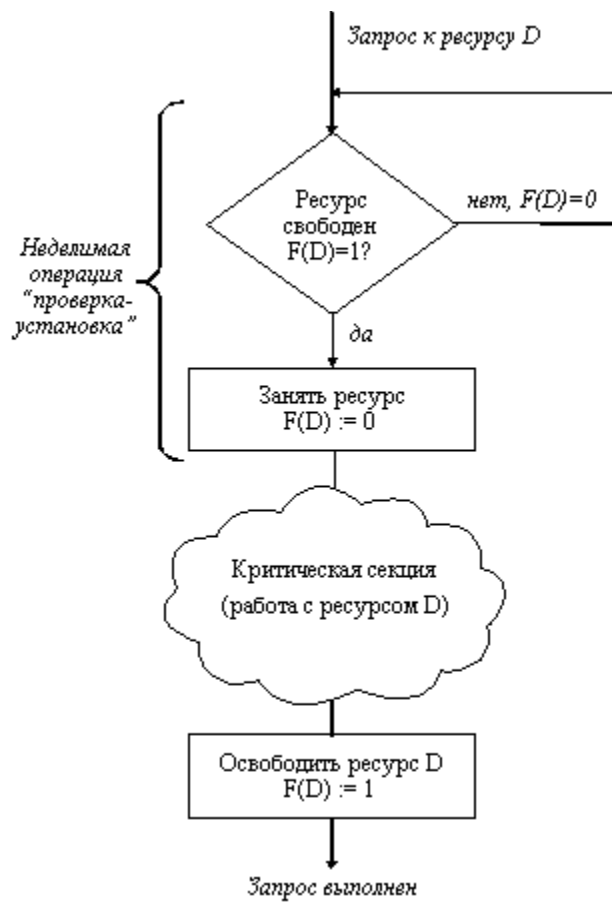 Запрос к ресурсу D
Ресурс
свободен
F(D)=1?
нет, F(D)=0
Неделимая
операция
“проверка-
установка”
да
Занять ресурс
F(D) := 0
Критическая секция
(работа с ресурсом D)
Освободить ресурс D
F(D) := 1
Запрос выполнен